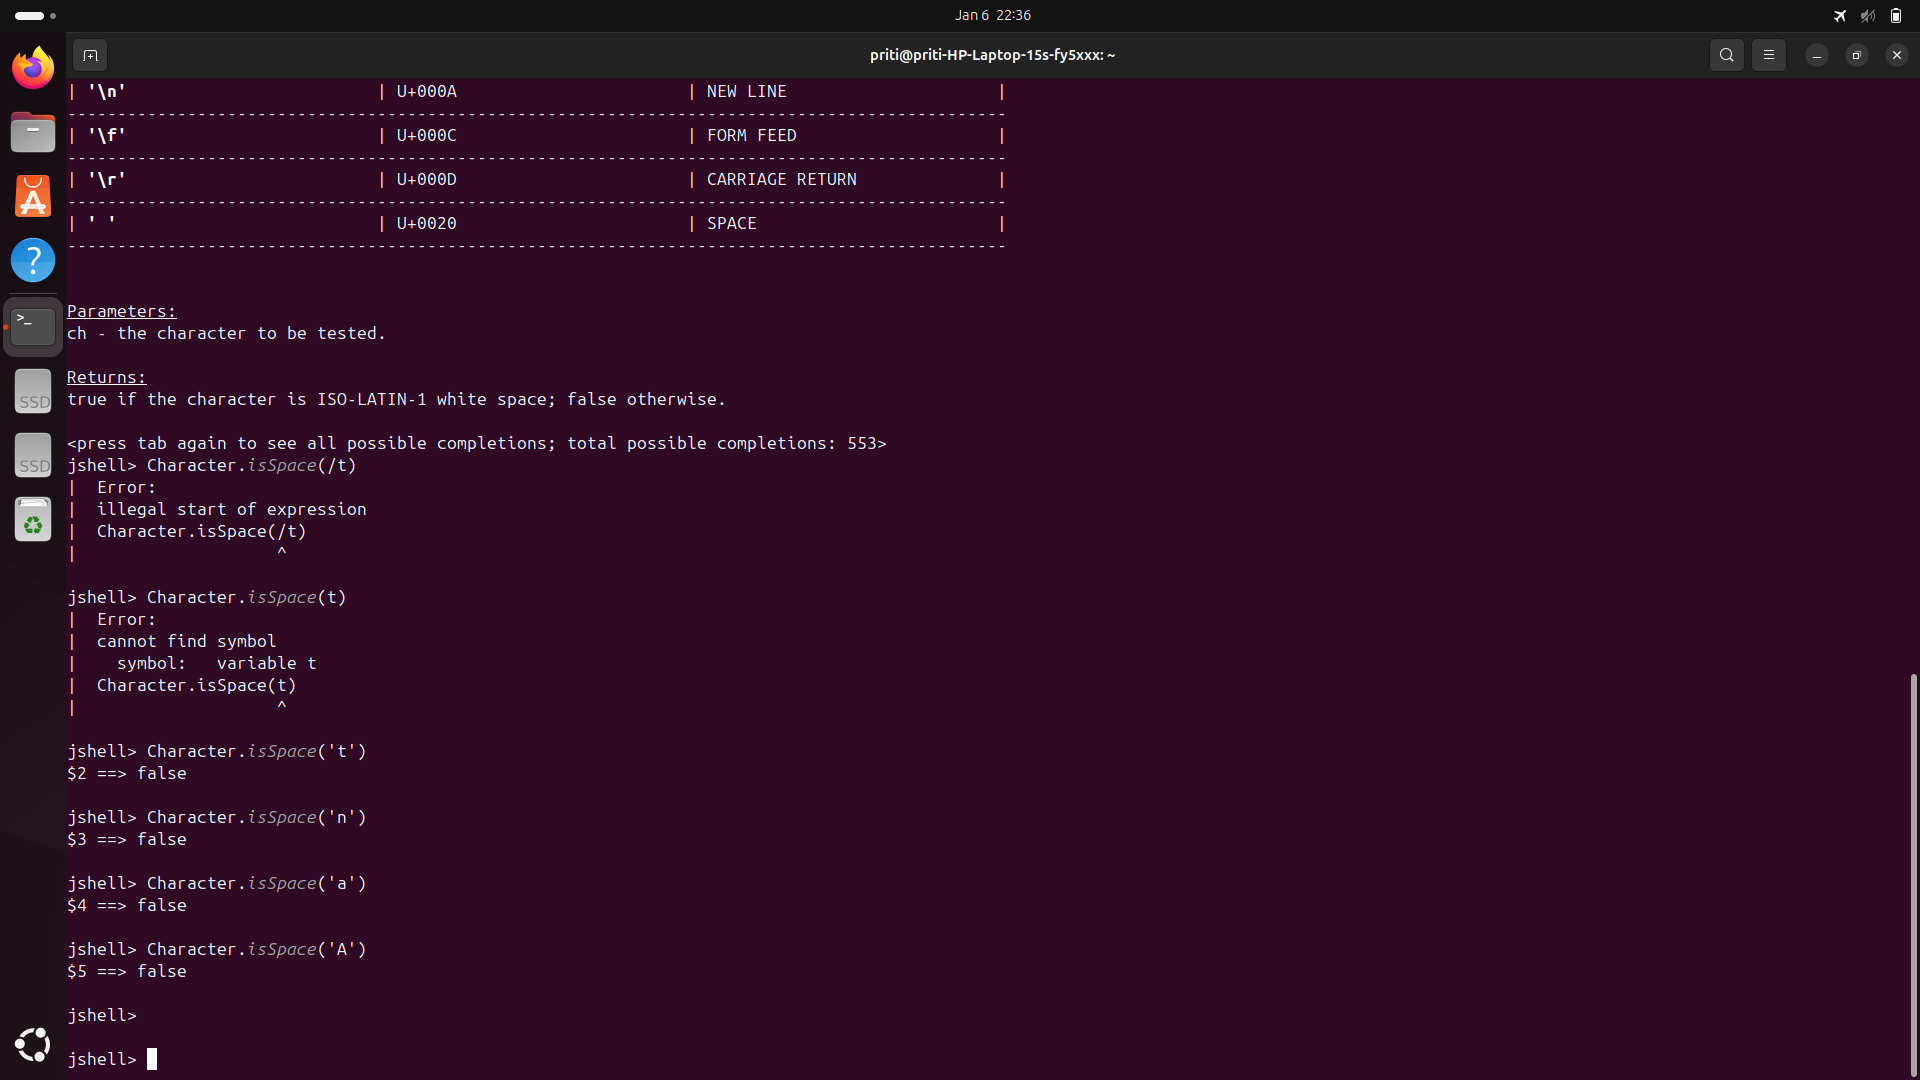 Jan 6 22:36
priti@priti-HP-Laptop-15s-fy5xxx: ~
| '\n' | U+000A | NEW LINE |
----------------------------------------------------------------------------------------------
| '\f' | U+000C | FORM FEED |
----------------------------------------------------------------------------------------------
| '\r' | U+000D | CARRIAGE RETURN |
----------------------------------------------------------------------------------------------
| ' ' | U+0020 | SPACE |
----------------------------------------------------------------------------------------------
Parameters:
ch - the character to be tested.
Returns:
true if the character is ISO-LATIN-1 white space; false otherwise.
<press tab again to see all possible completions; total possible completions: 553>
jshell> Character.isSpace(/t)
| Error:
| illegal start of expression
| Character.isSpace(/t)
| ^
jshell> Character.isSpace(t)
| Error:
| cannot find symbol
| symbol: variable t
| Character.isSpace(t)
| ^
jshell> Character.isSpace('t')
$2 ==> false
jshell> Character.isSpace('n')
$3 ==> false
jshell> Character.isSpace('a')
$4 ==> false
jshell> Character.isSpace('A')
$5 ==> false
jshell>
jshell>
A
?
>_
SSD
SSD